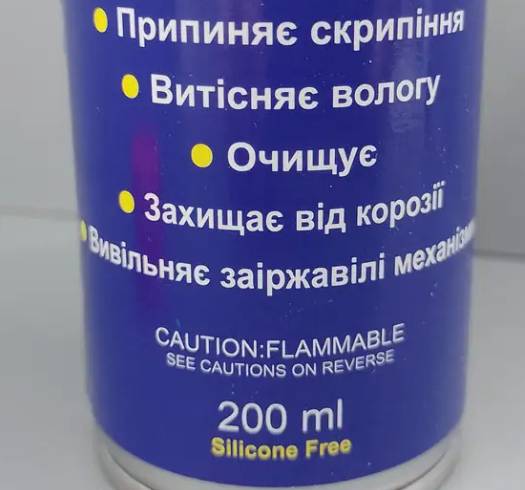 • Припиняє скрипіння
• Витісняє вологу
• Очищує
• Захищає від корозії
• Вивільняє заіржавілі
CAUTION:FLAMMABLE
SEE CAUTIONS ON REVERSE
200 ml
Silicone Free